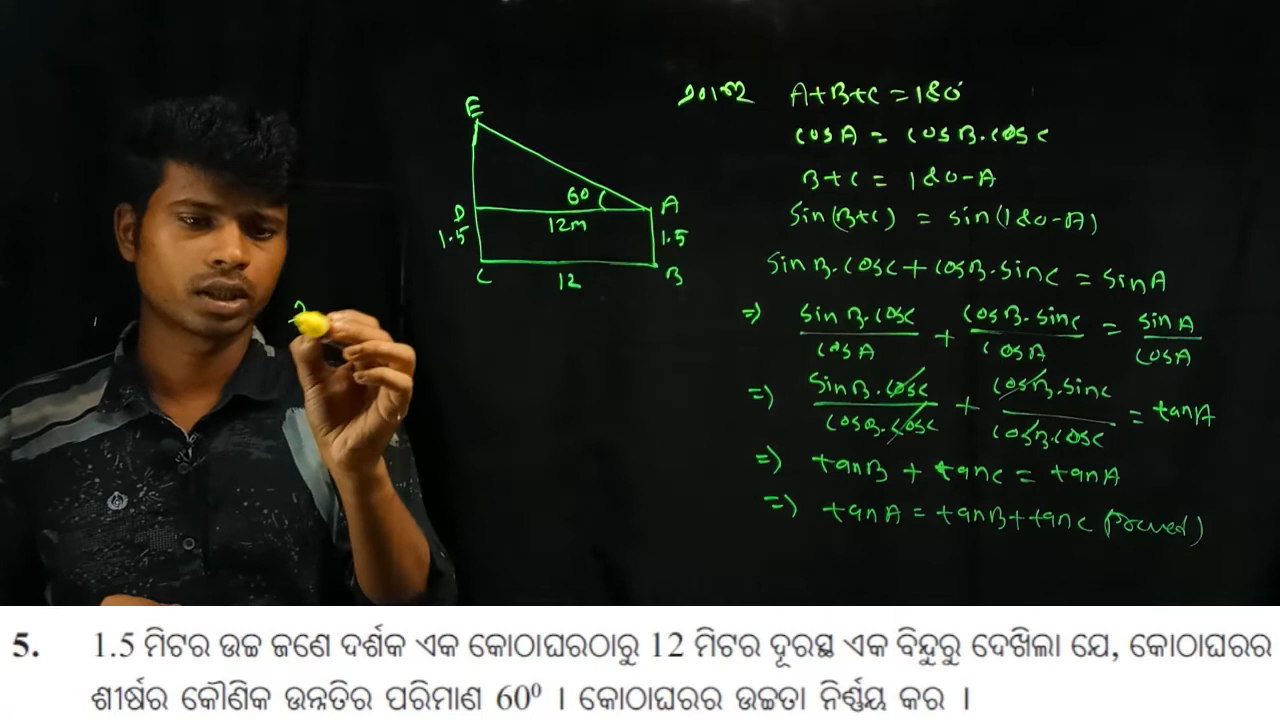 E
60
A
D
12m
1.5
1.5
C
12
B
ଦତ୍ତ A+B+C = 180°
cosA = cosB.cosC
B+C = 180-A
sin(B+C) = sin(180-A)
sinB.cosC + cosB.sinC = sinA
=> sinB.cosC / cosA + cosB.sinC / cosA = sinA / cosA
=> sinB.cosC / cosB.cosC + cosB.sinC / cosB.cosC = tanA
=> tanB + tanC = tanA
=> tanA = tanB + tanC (Proved)
5. 1.5 ମିଟର ଉଚ୍ଚ ଜଣେ ଦର୍ଶକ ଏକ କୋଠାଘରଠାରୁ 12 ମିଟର ଦୂରସ୍ଥ ଏକ ବିନ୍ଦୁରୁ ଦେଖିଲା ଯେ, କୋଠାଘରର
ଶୀର୍ଷର କୌଣିକ ଉନ୍ନତିର ପରିମାଣ 60⁰ । କୋଠାଘରର ଉଚ୍ଚତା ନିର୍ଣ୍ଣୟ କର ।